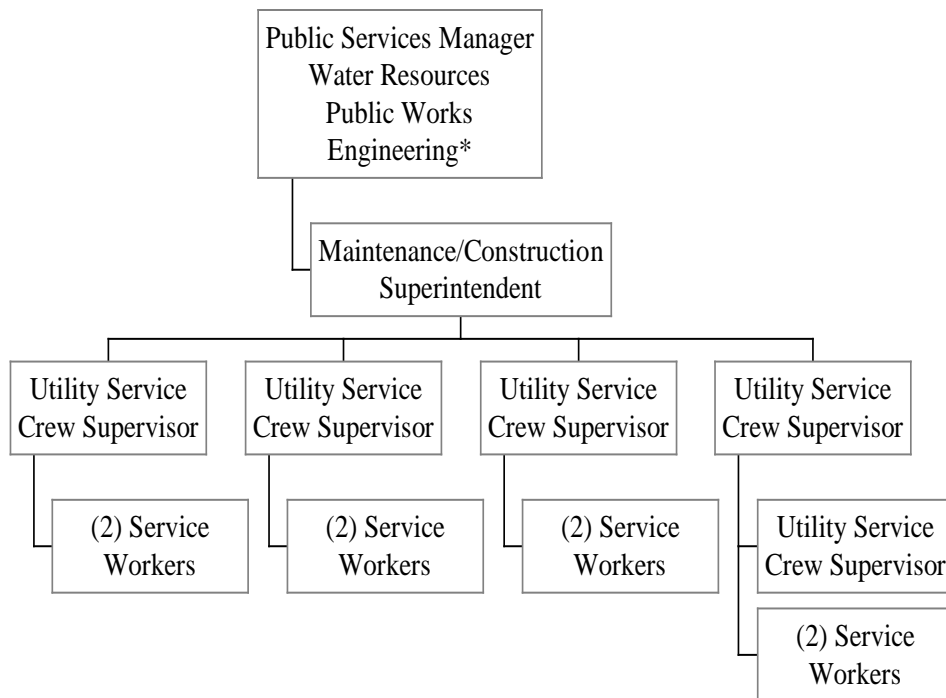 Public Services Manager
Water Resources
Public Works
Engineering*
Maintenance/Construction
Superintendent
Utility Service
Crew Supervisor
Utility Service
Crew Supervisor
Utility Service
Crew Supervisor
Utility Service
Crew Supervisor
(2) Service
Workers
(2) Service
Workers
(2) Service
Workers
Utility Service
Crew Supervisor
(2) Service
Workers